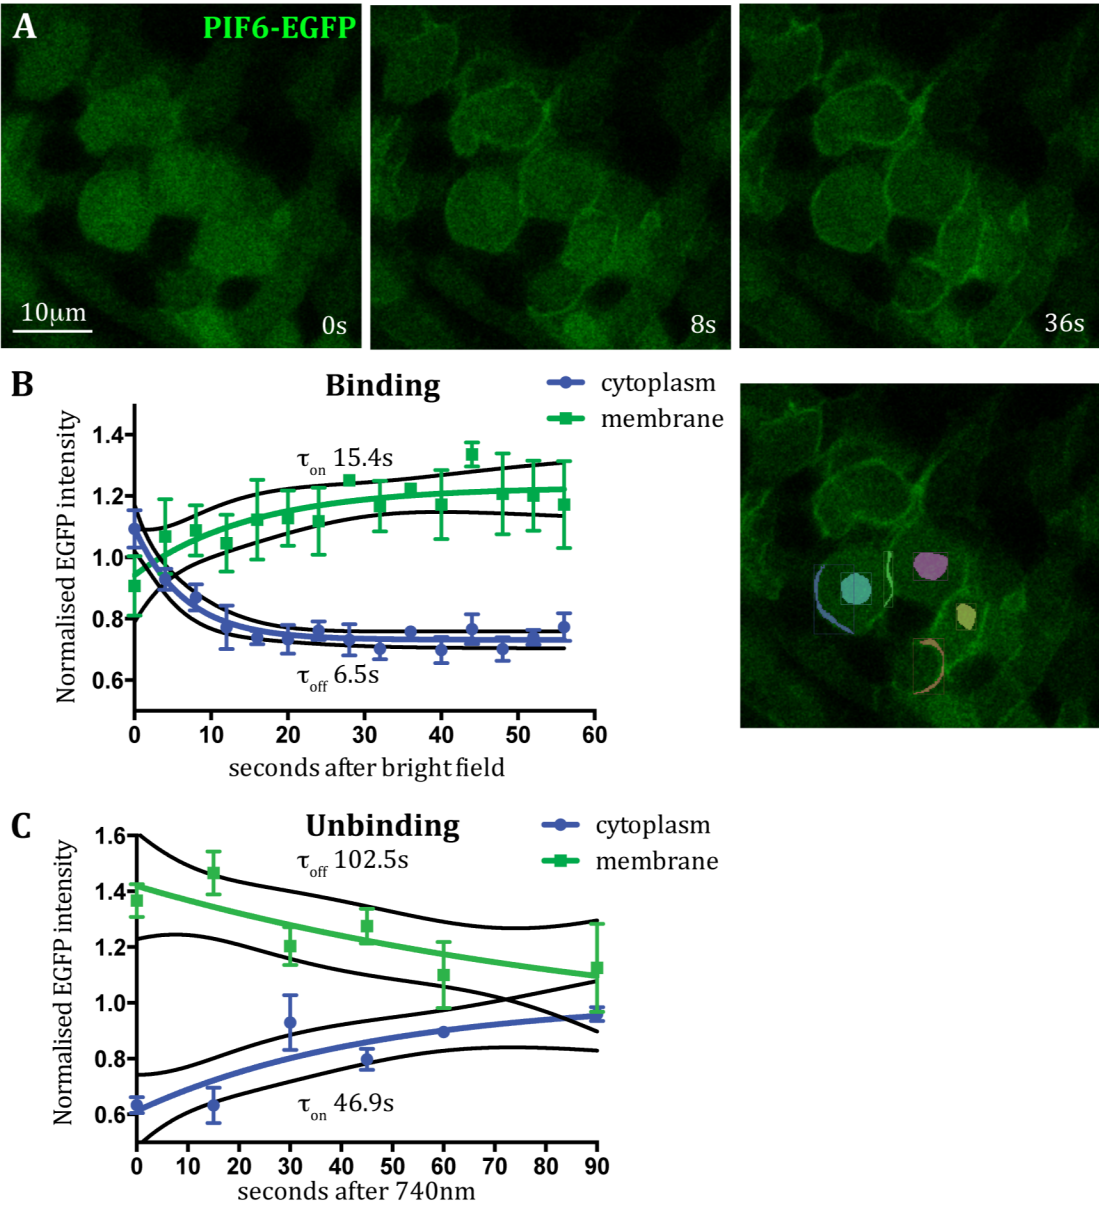 A
PIF6-EGFP
10μm
0s
8s
36s
B
Binding
cytoplasm
membrane
Normalised EGFP intensity
1.4
1.2
1.0
0.8
0.6
τon 15.4s
τoff 6.5s
0 10 20 30 40 50 60
seconds after bright field
C
Unbinding
cytoplasm
membrane
Normalised EGFP intensity
1.6
1.4
1.2
1.0
0.8
0.6
τoff 102.5s
τon 46.9s
0 10 20 30 40 50 60 70 80 90
seconds after 740nm